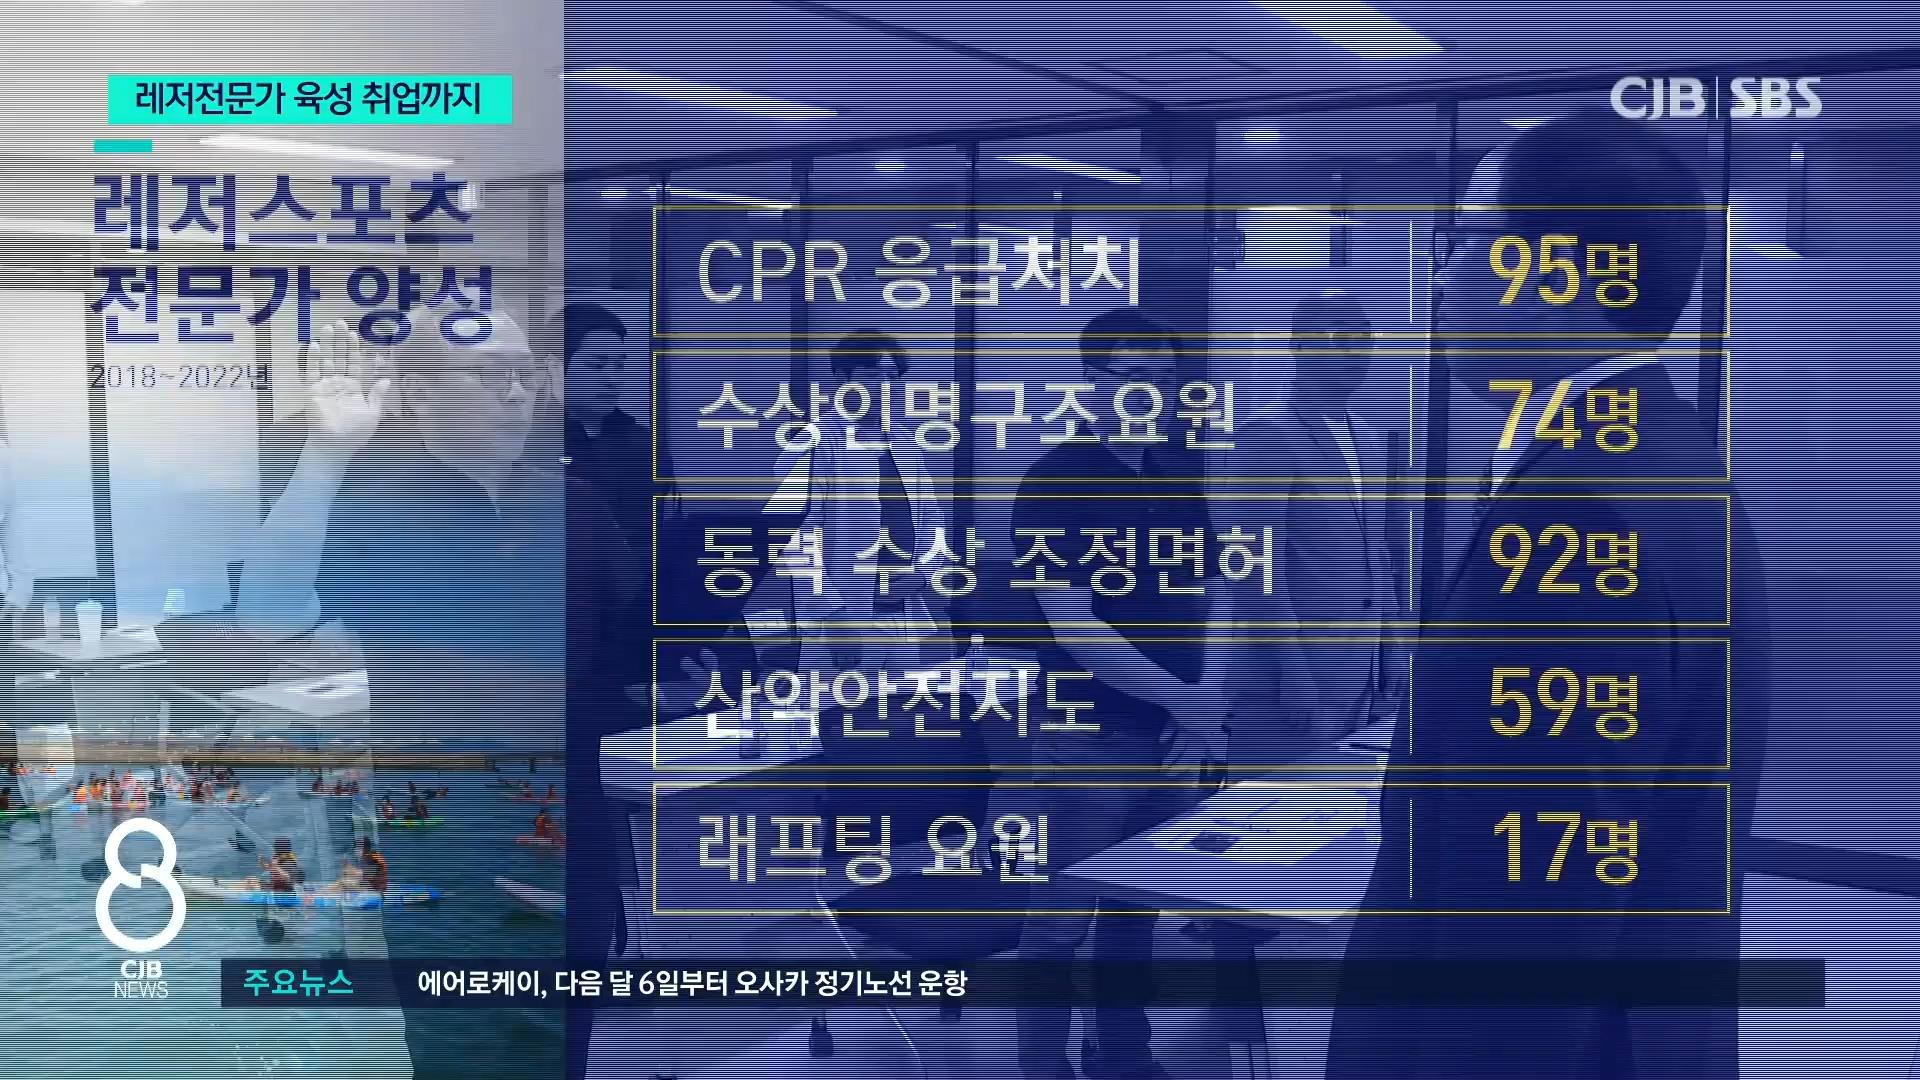 레저전문가 육성 취업까지
CJB SBS
레저스포츠
전문가 양성
2018~2022년
CPR 응급처치 95명
수상인명구조요원 74명
동력 수상 조정면허 92명
산악안전지도 59명
래프팅 요원 17명
8
CJB
NEWS
주요뉴스 에어로케이, 다음 달 6일부터 오사카 정기노선 운항